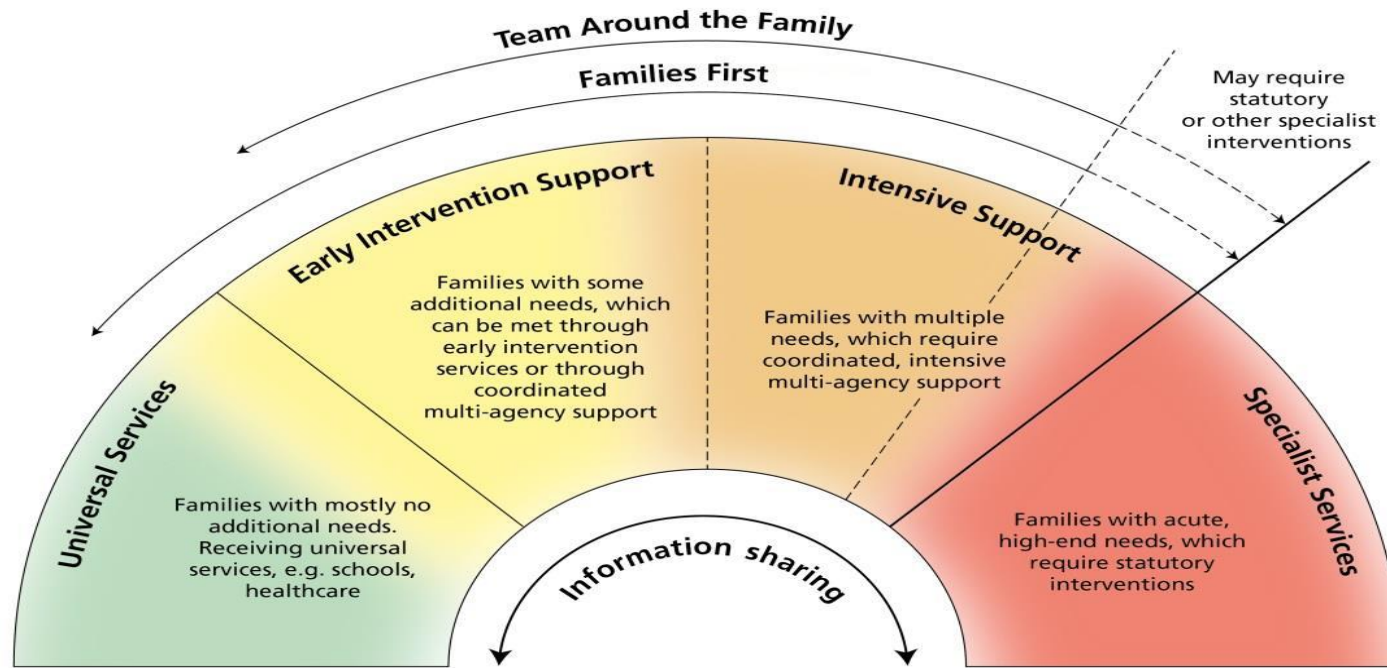 Team Around the Family
Families First
May require
statutory
or other specialist
interventions
Early Intervention Support
Intensive Support
Families with some
additional needs, which
can be met through
early intervention
services or through
coordinated
multi-agency support
Families with multiple
needs, which require
coordinated, intensive
multi-agency support
Universal Services
Specialist Services
Families with mostly no
additional needs.
Receiving universal
services, e.g. schools,
healthcare
Information sharing
Families with acute,
high-end needs, which
require statutory
interventions